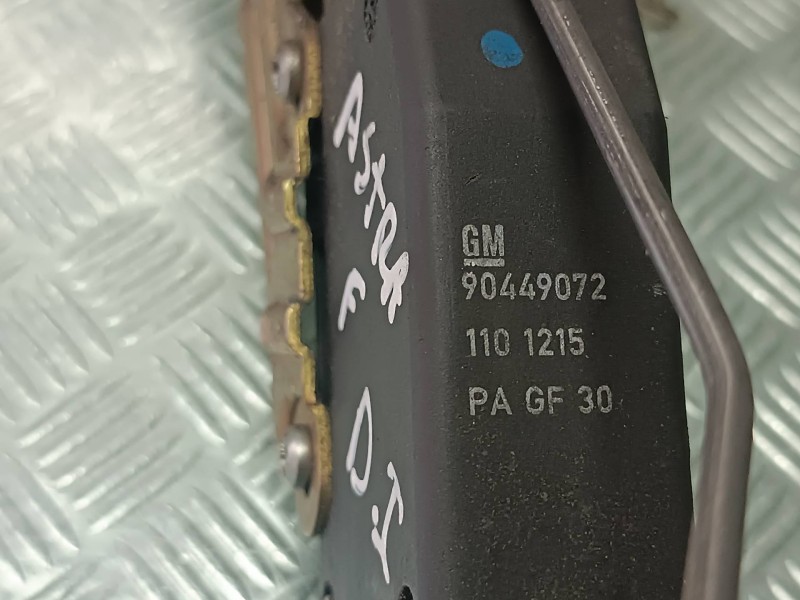 ASTRA
F
D.T.
GM
90449072
110 1215
PA GF 30